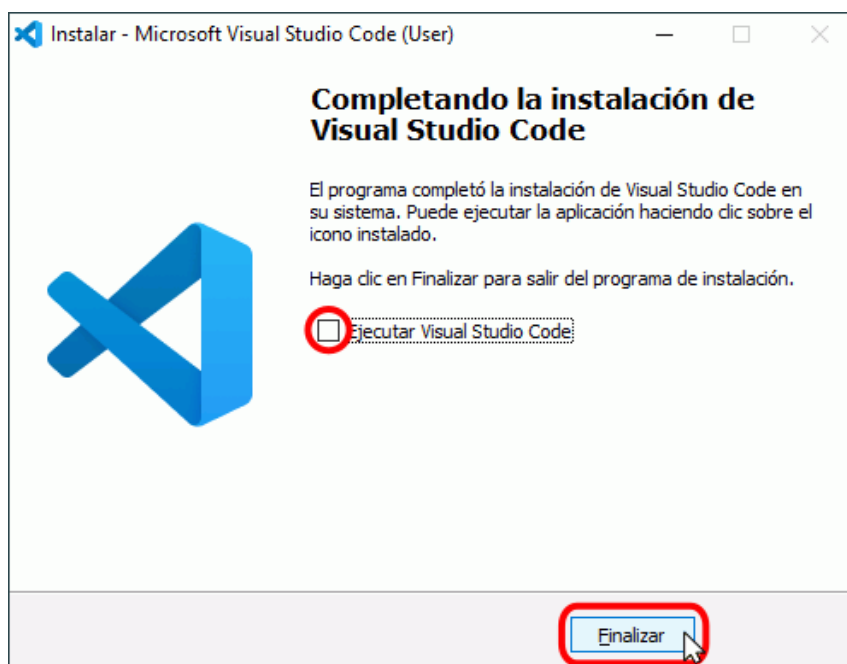 Instalar - Microsoft Visual Studio Code (User)
Completando la instalación de
Visual Studio Code
El programa completó la instalación de Visual Studio Code en
su sistema. Puede ejecutar la aplicación haciendo clic sobre el
icono instalado.
Haga clic en Finalizar para salir del programa de instalación.
Ejecutar Visual Studio Code
Finalizar